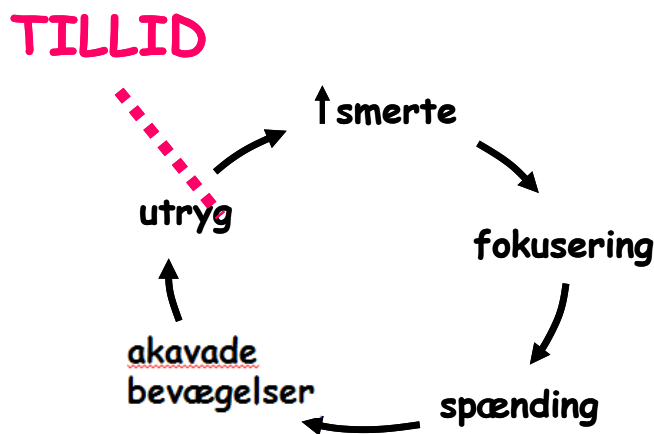 TILLID
↑smerte
fokusering
spænding
akavade
bevægelser
utryg